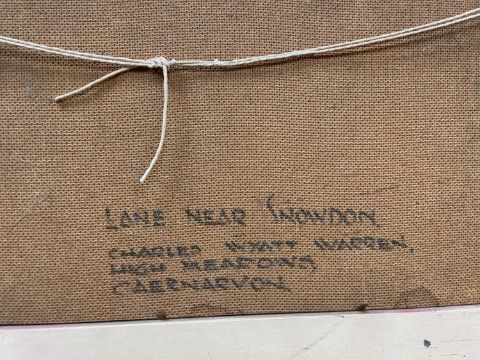 LANE NEAR SNOWDON.
CHARLES WYATT WARREN,
HIGH MEADOWS,
CAERNARVON.